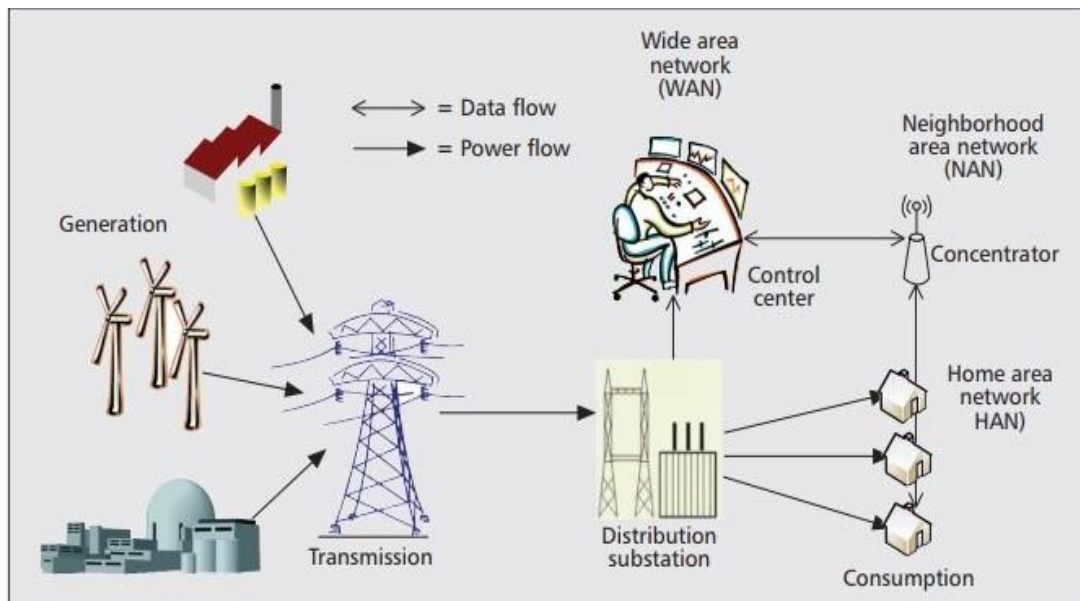 Wide area
network
(WAN)
= Data flow
= Power flow
Neighborhood
area network
(NAN)
Generation
Concentrator
Control
center
Home area
network
HAN)
Transmission
Distribution
substation
Consumption